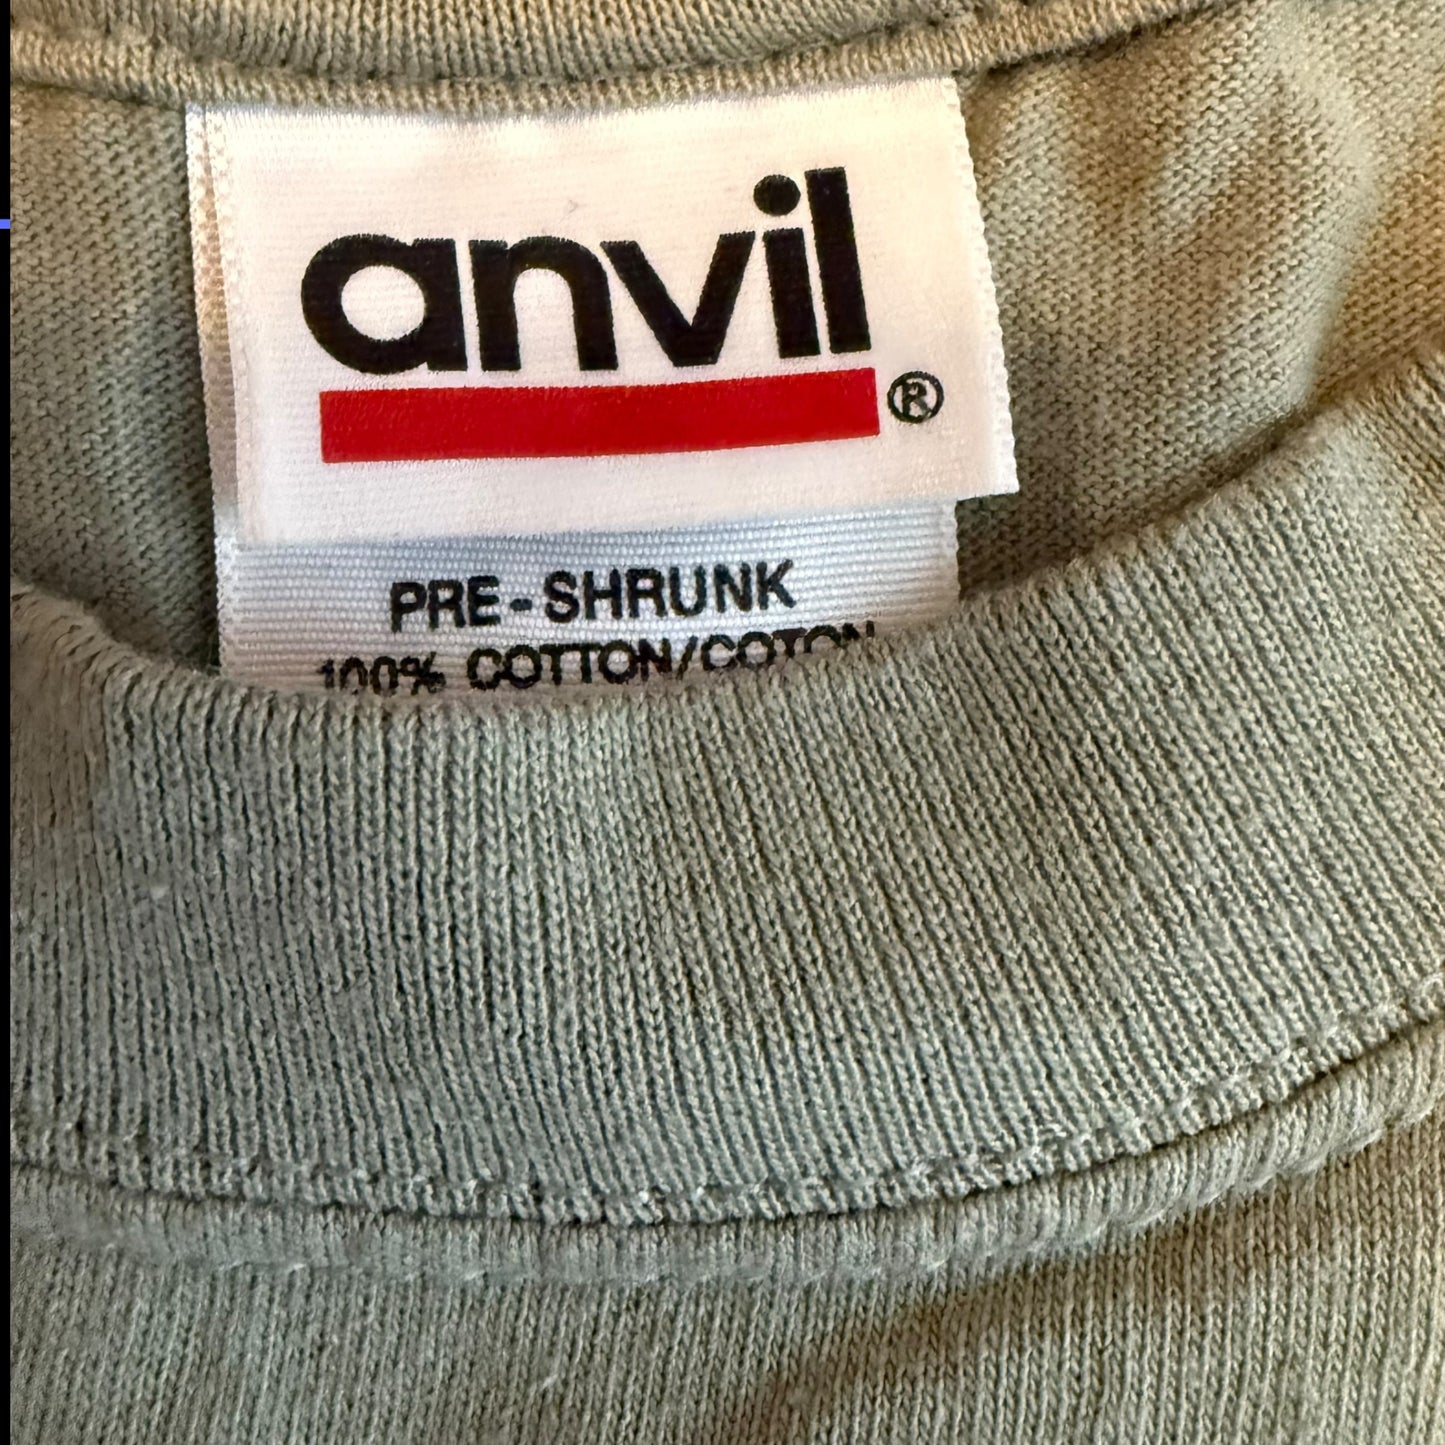 anvil
®
PRE-SHRUNK
100% COTTON/COTON